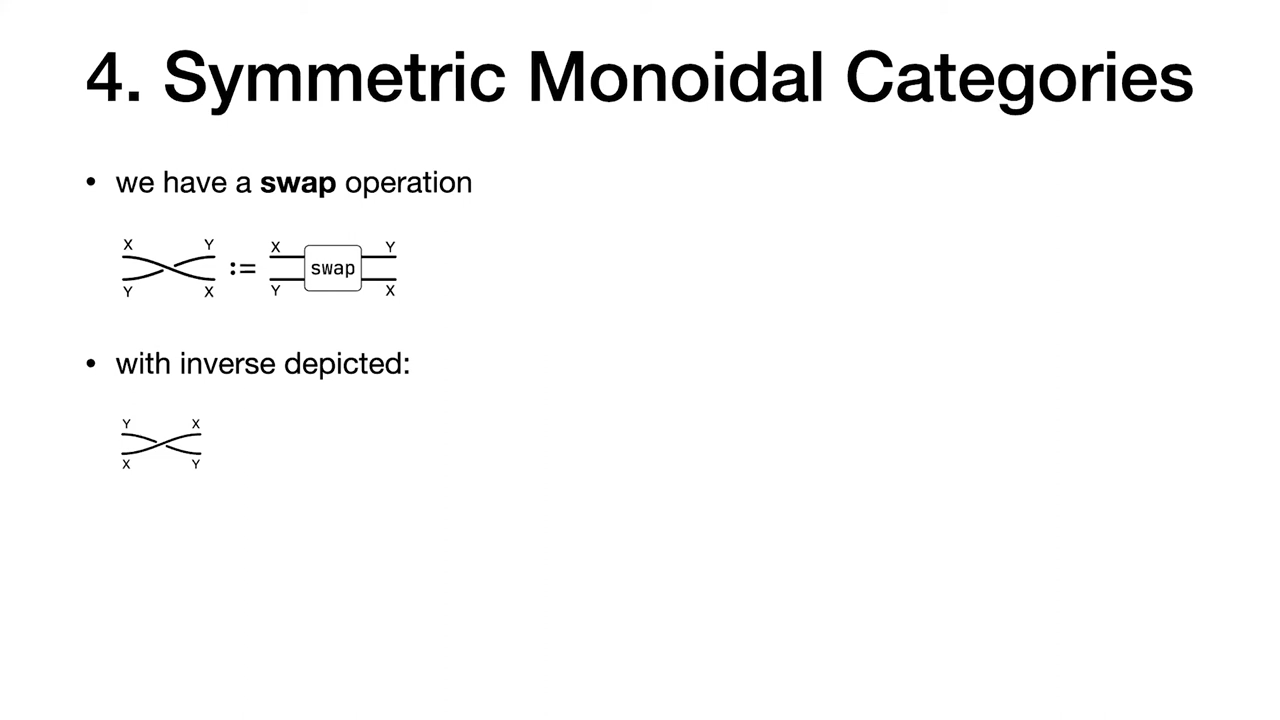 4. Symmetric Monoidal Categories
• we have a swap operation
X Y := X swap Y
Y X Y X
• with inverse depicted:
Y X
X Y